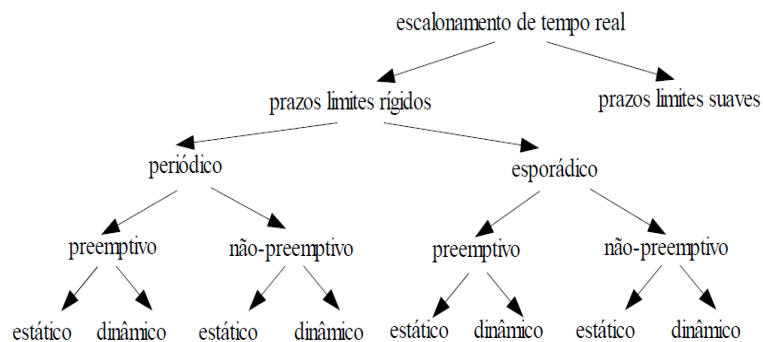 escalonamento de tempo real
prazos limites rígidos
prazos limites suaves
periódico
esporádico
preemptivo
não-preemptivo
preemptivo
não-preemptivo
estático
dinâmico
estático
dinâmico
estático
dinâmico
estático
dinâmico